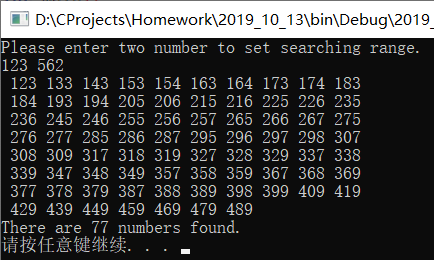 D:\CProjects\Homework\2019_10_13\bin\Debug\2019_
Please enter two number to set searching range.
123 562
123 133 143 153 154 163 164 173 174 183
184 193 194 205 206 215 216 225 226 235
236 245 246 255 256 257 265 266 267 275
276 277 285 286 287 295 296 297 298 307
308 309 317 318 319 327 328 329 337 338
339 347 348 349 357 358 359 367 368 369
377 378 379 387 388 389 398 399 409 419
429 439 449 459 469 479 489
There are 77 numbers found.
请按任意键继续. . .